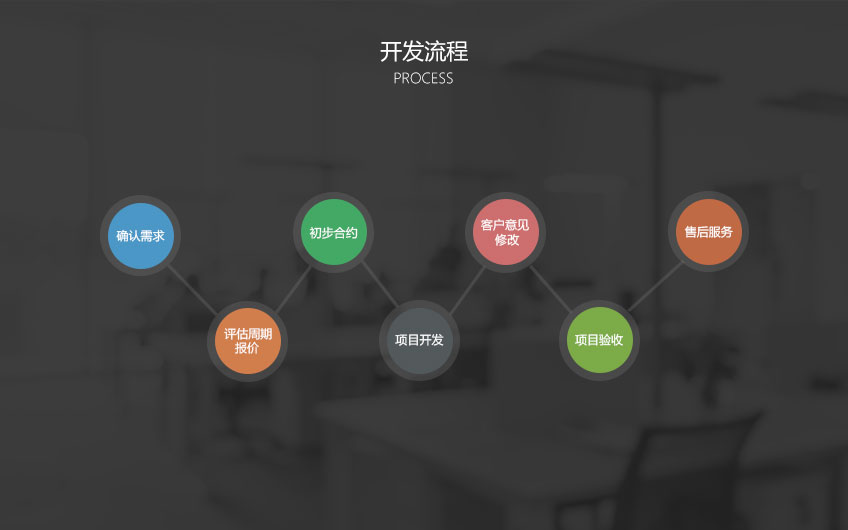 开发流程
PROCESS
确认需求
评估周期
报价
初步合约
项目开发
客户意见
修改
项目验收
售后服务